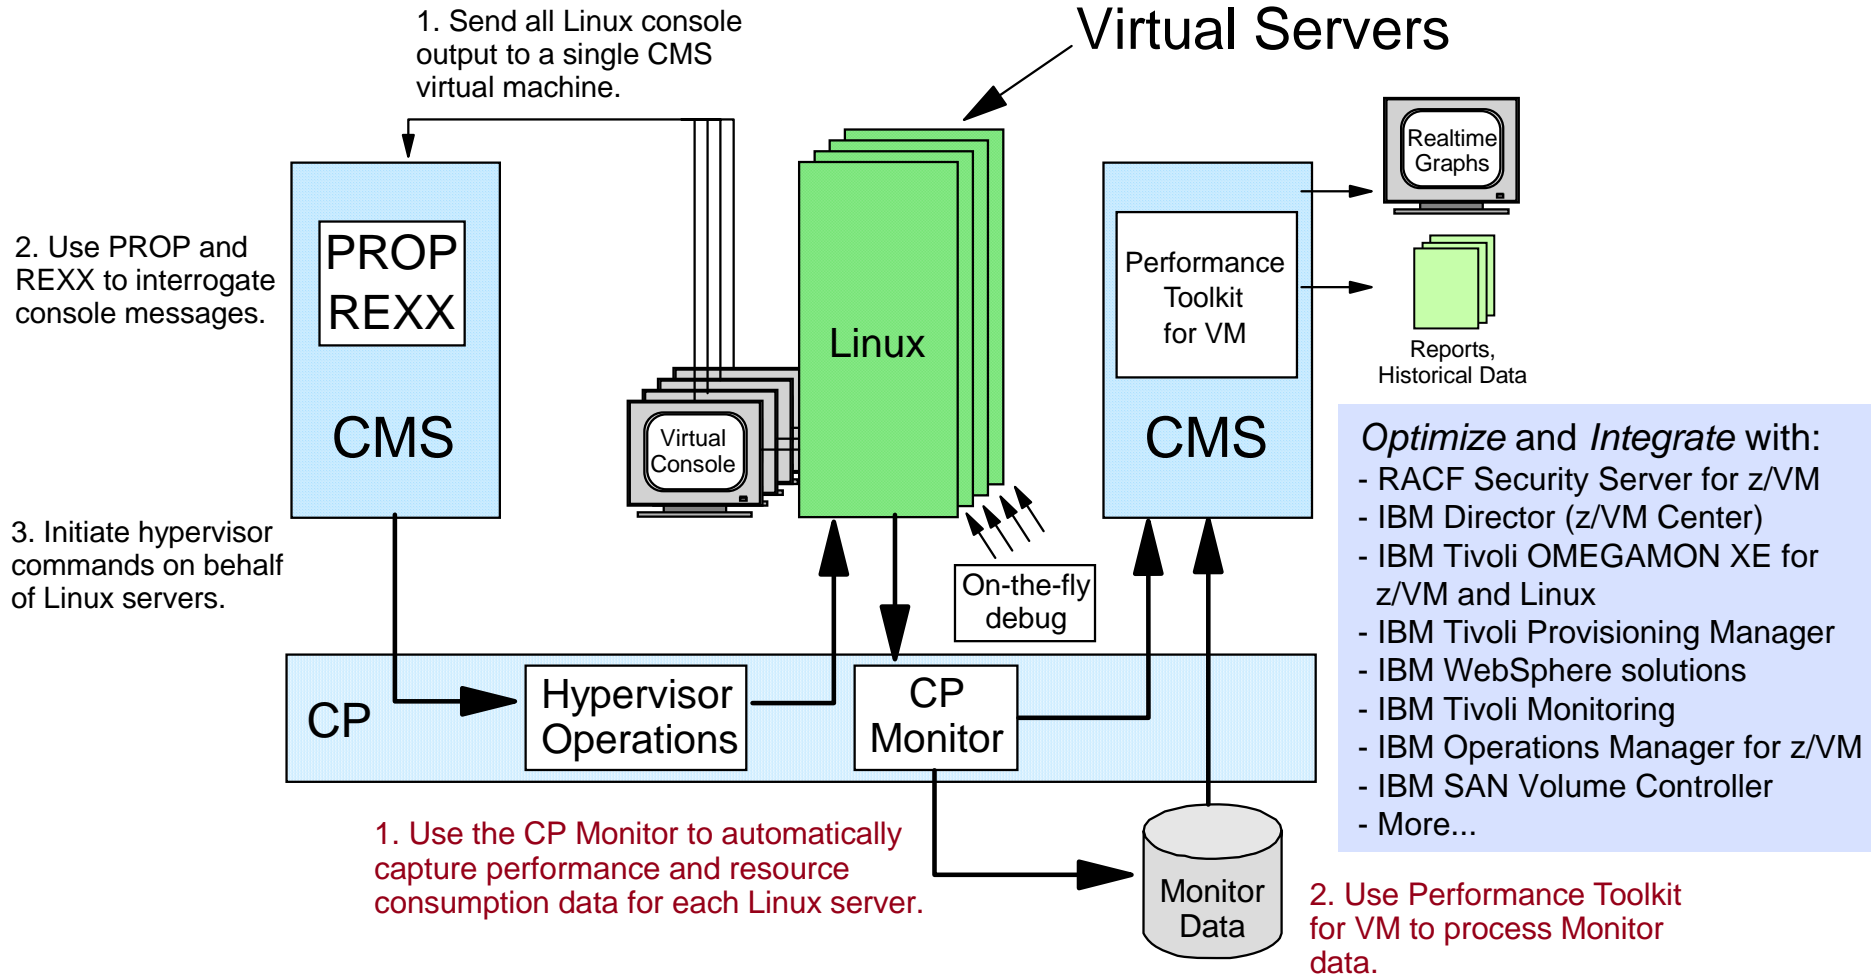 1. Send all Linux console
output to a single CMS
virtual machine.
Virtual Servers
Realtime
Graphs
2. Use PROP and
REXX to interrogate
console messages.
PROP
REXX
CMS
Virtual
Console
Linux
Performance
Toolkit
for VM
CMS
Reports,
Historical Data
Optimize and Integrate with:
- RACF Security Server for z/VM
- IBM Director (z/VM Center)
- IBM Tivoli OMEGAMON XE for
z/VM and Linux
- IBM Tivoli Provisioning Manager
- IBM WebSphere solutions
- IBM Tivoli Monitoring
- IBM Operations Manager for z/VM
- IBM SAN Volume Controller
- More...
3. Initiate hypervisor
commands on behalf
of Linux servers.
On-the-fly
debug
CP
Hypervisor
Operations
CP
Monitor
1. Use the CP Monitor to automatically
capture performance and resource
consumption data for each Linux server.
Monitor
Data
2. Use Performance Toolkit
for VM to process Monitor
data.